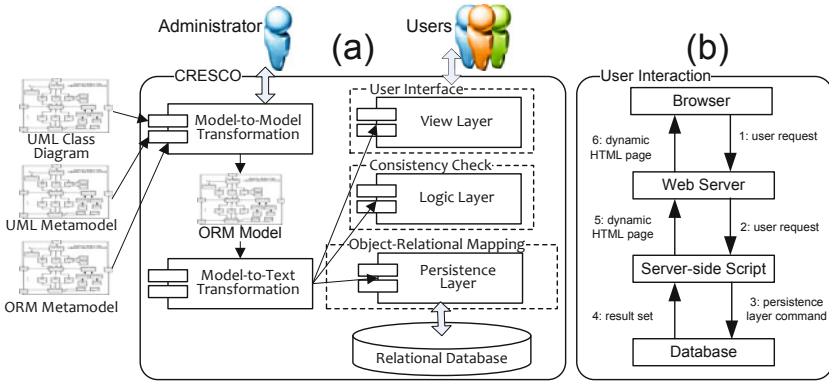 Administrator
(a)
Users
(b)
CRESCO
User Interface
View Layer
Model-to-Model
Transformation
UML Class
Diagram
Consistency Check
Logic Layer
UML Metamodel
ORM Model
Object-Relational Mapping
Persistence
Layer
Model-to-Text
Transformation
ORM Metamodel
Relational Database
User Interaction
Browser
6: dynamic
HTML page
1: user request
Web Server
5: dynamic
HTML page
2: user request
Server-side Script
4: result set
3: persistence
layer command
Database